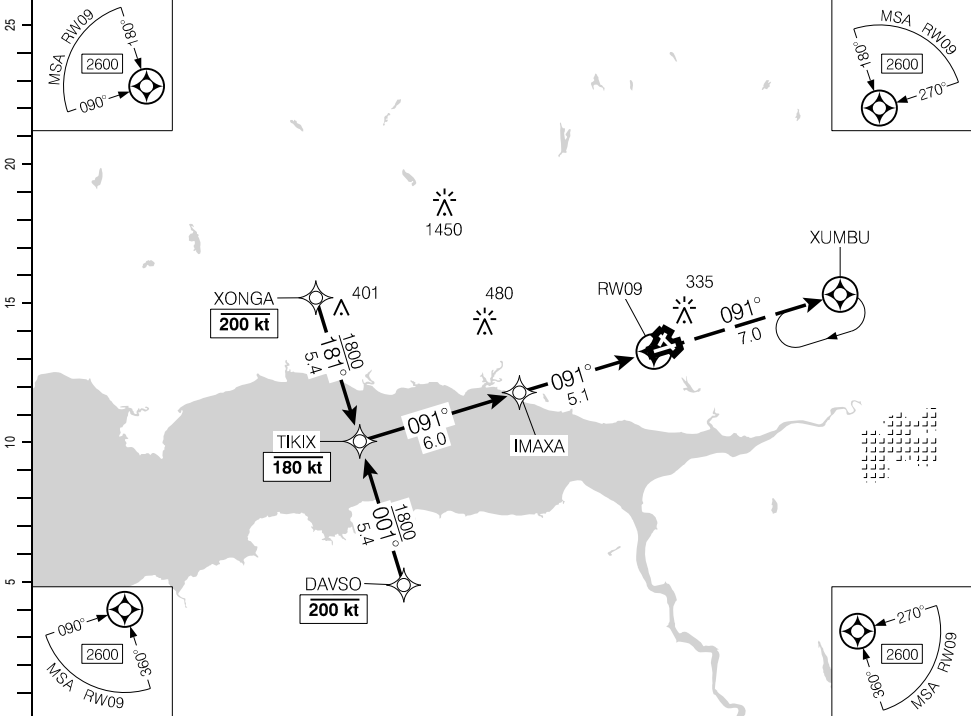 25
20
15
10
5
MSA RW09
180°
2600
090°
MSA RW09
180°
2600
270°
1450
XUMBU
XONGA
200 kt
401
480
RW09
335
091°
7.0
1800
181°
5.4
091°
5.1
TIKIX
180 kt
091°
6.0
IMAXA
1800
001°
5.4
DAVSO
200 kt
090°
2600
360°
MSA RW09
270°
2600
360°
MSA RW09